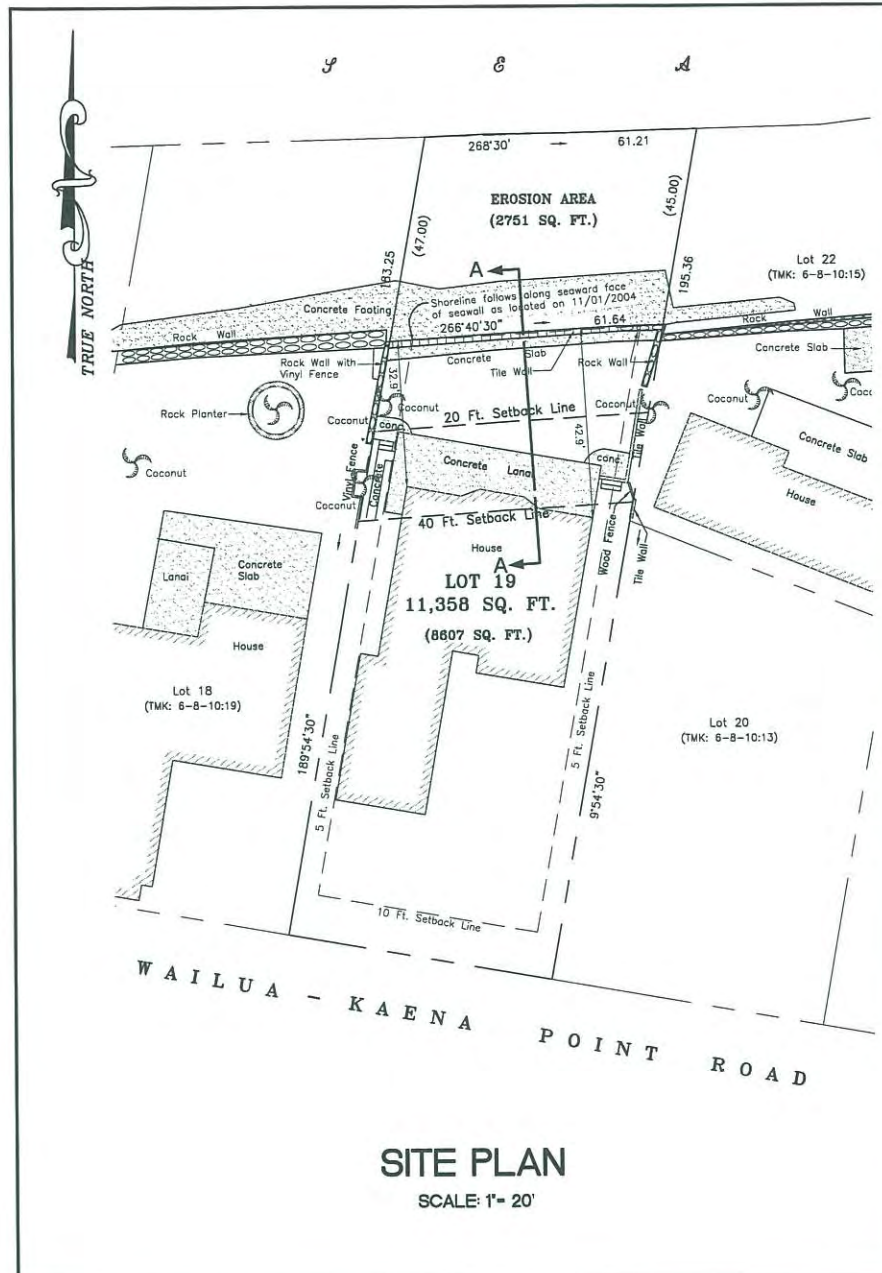 S E A
268°30' → 61.21
EROSION AREA
(2751 SQ. FT.)
(47.00)
(45.00)
183.25
195.36
TRUE NORTH
Lot 22
(TMK: 6-8-10:15)
A
Concrete Footing
Shoreline follows along seaward face
of seawall as located on 11/01/2004
266°40'30" ← 61.64
Rock Wall
Rock Wall
Rock Wall with
Vinyl Fence
Concrete Slab
Tile Wall
Rock Wall
Concrete Slab
32.9'
Rock Planter
Coconut
Coconut
Coconut
Coco
20 Ft. Setback Line
conc.
conc.
42.9'
Tile Wall
Coconut
Vinyl Fence
Concrete
Coconut
Concrete Lanai
Concrete Slab
House
40 Ft. Setback Line
House
A
Wood Fence
Tile Wall
Lanai
Concrete
Slab
LOT 19
11,358 SQ. FT.
(8607 SQ. FT.)
House
Lot 18
(TMK: 6-8-10:19)
Lot 20
(TMK: 6-8-10:13)
189°54'30"
5 Ft. Setback Line
5 Ft. Setback Line
9°54'30"
10 Ft. Setback Line
WAILUA - KAENA POINT ROAD
SITE PLAN
SCALE: 1"= 20'